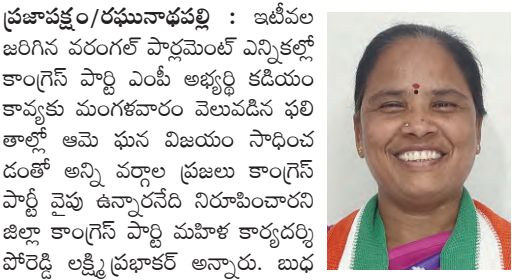 ప్రజాపక్షం/రఘునాథపల్లి : ఇటీవల
జరిగిన వరంగల్ పార్లమెంట్ ఎన్నికల్లో
కాంగ్రెస్ పార్టీ ఎంపీ అభ్యర్థి కడియం
కావ్యకు మంగళవారం వెలువడిన ఫలి
తాల్లో ఆమె ఘన విజయం సాధించ
డంతో అన్ని వర్గాల ప్రజలు కాంగ్రెస్
పార్టీ వైపు ఉన్నారనేది నిరూపించారని
జిల్లా కాంగ్రెస్ పార్టీ మహిళ కార్యదర్శి
పోరెడ్డి లక్ష్మిప్రభాకర్ అన్నారు. బుధ